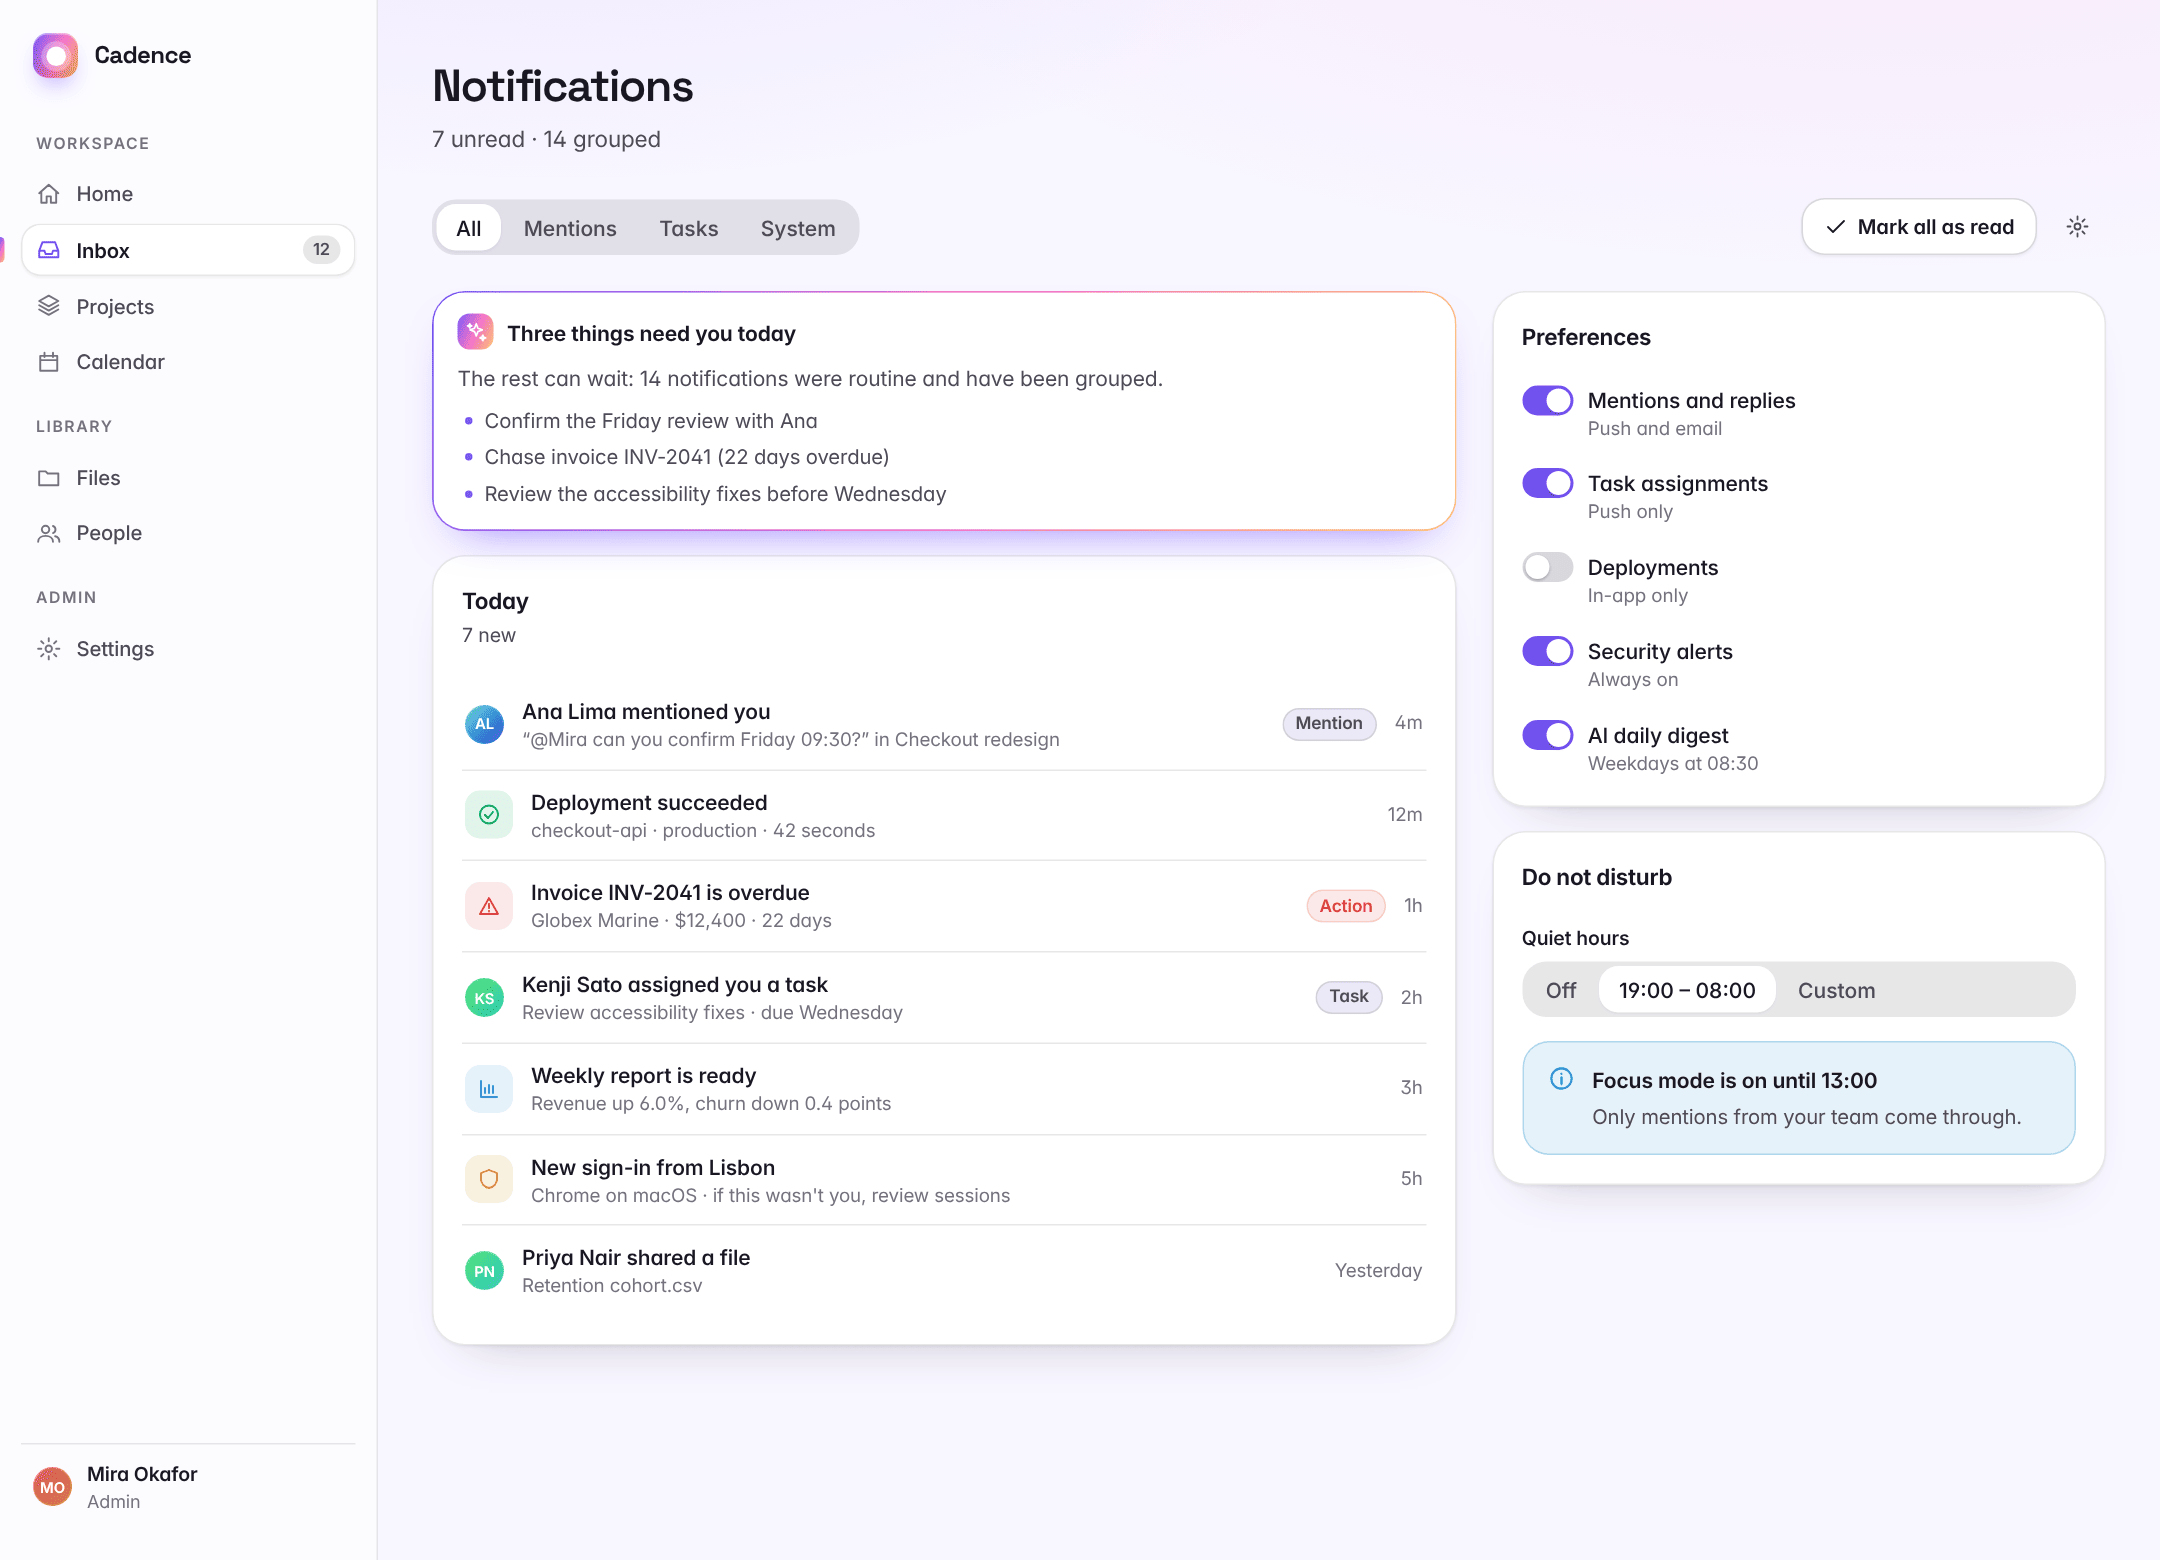 Cadence
WORKSPACE
Home
Inbox
12
Projects
Calendar
LIBRARY
Files
People
ADMIN
Settings
MO
Mira Okafor
Admin
Notifications
7 unread · 14 grouped
All
Mentions
Tasks
System
Mark all as read
Three things need you today
The rest can wait: 14 notifications were routine and have been grouped.
Confirm the Friday review with Ana
Chase invoice INV-2041 (22 days overdue)
Review the accessibility fixes before Wednesday
Today
7 new
AL
Ana Lima mentioned you
“@Mira can you confirm Friday 09:30?” in Checkout redesign
Mention
4m
Deployment succeeded
checkout-api · production · 42 seconds
12m
Invoice INV-2041 is overdue
Globex Marine · $12,400 · 22 days
Action
1h
KS
Kenji Sato assigned you a task
Review accessibility fixes · due Wednesday
Task
2h
Weekly report is ready
Revenue up 6.0%, churn down 0.4 points
3h
New sign-in from Lisbon
Chrome on macOS · if this wasn't you, review sessions
5h
PN
Priya Nair shared a file
Retention cohort.csv
Yesterday
Preferences
Mentions and replies
Push and email
Task assignments
Push only
Deployments
In-app only
Security alerts
Always on
AI daily digest
Weekdays at 08:30
Do not disturb
Quiet hours
Off
19:00 – 08:00
Custom
Focus mode is on until 13:00
Only mentions from your team come through.